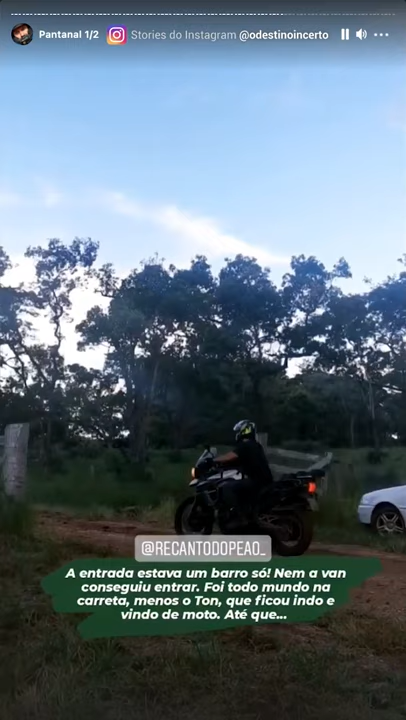 Pantanal 1/2 Stories do Instagram @odestinoincerto
@RECANTODOPEAO_
A entrada estava um barro só! Nem a van
conseguiu entrar. Foi todo mundo na
carreta, menos o Ton, que ficou indo e
vindo de moto. Até que...